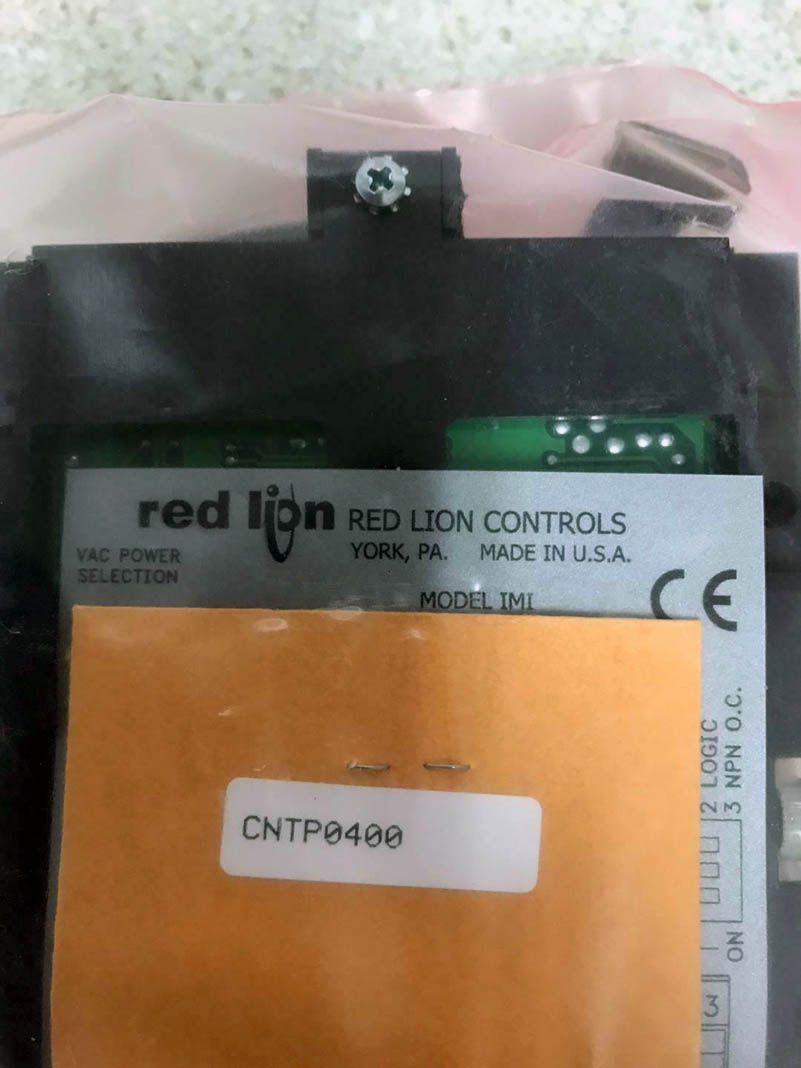 red lion RED LION CONTROLS
YORK, PA. MADE IN U.S.A.
VAC POWER
SELECTION
MODEL IMI
CE
2 LOGIC
3 NPN O.C.
ON
3
CNTP0400